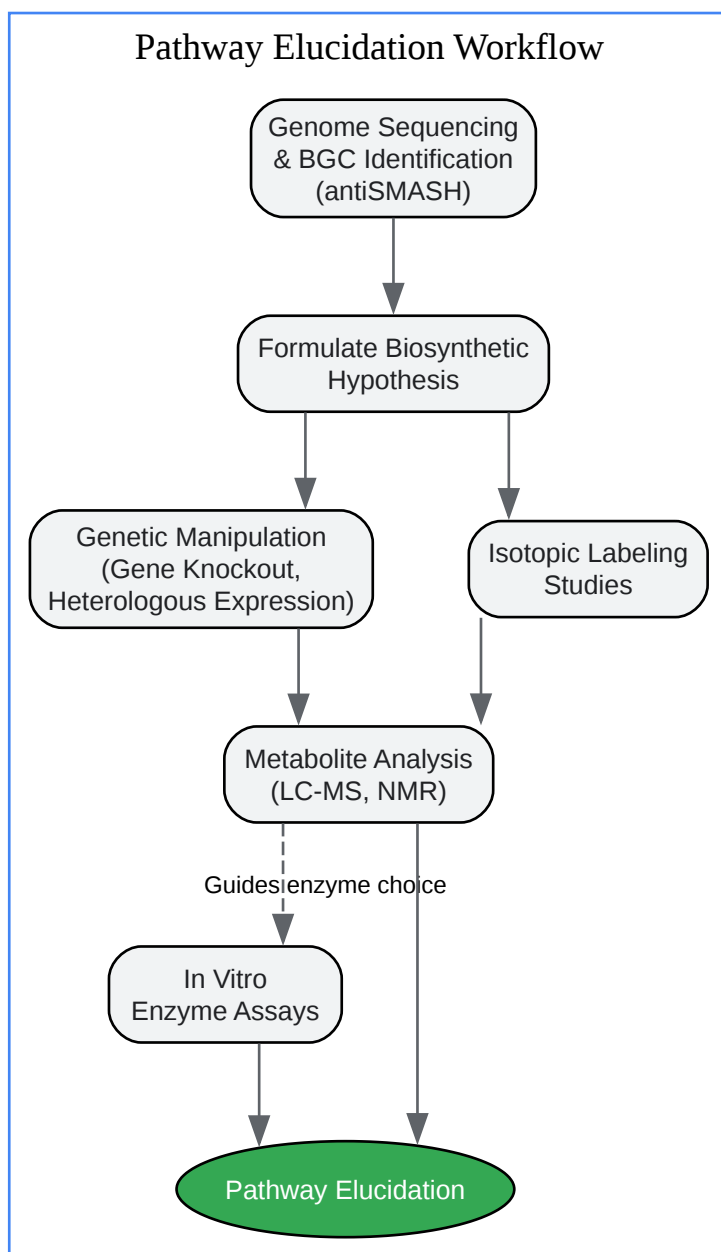 Pathway Elucidation Workflow
Genome Sequencing
& BGC Identification
(antiSMASH)
Formulate Biosynthetic
Hypothesis
Genetic Manipulation
(Gene Knockout,
Heterologous Expression)
Isotopic Labeling
Studies
Metabolite Analysis
(LC-MS, NMR)
Guides enzyme choice
In Vitro
Enzyme Assays
Pathway Elucidation